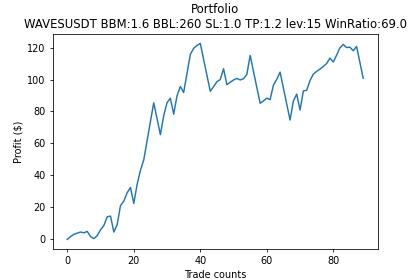 Portfolio
WAVESUSDT BBM:1.6 BBL:260 SL:1.0 TP:1.2 lev:15 WinRatio:69.0
120
100
80
60
40
20
0
Profit ($)
0 20 40 60 80
Trade counts